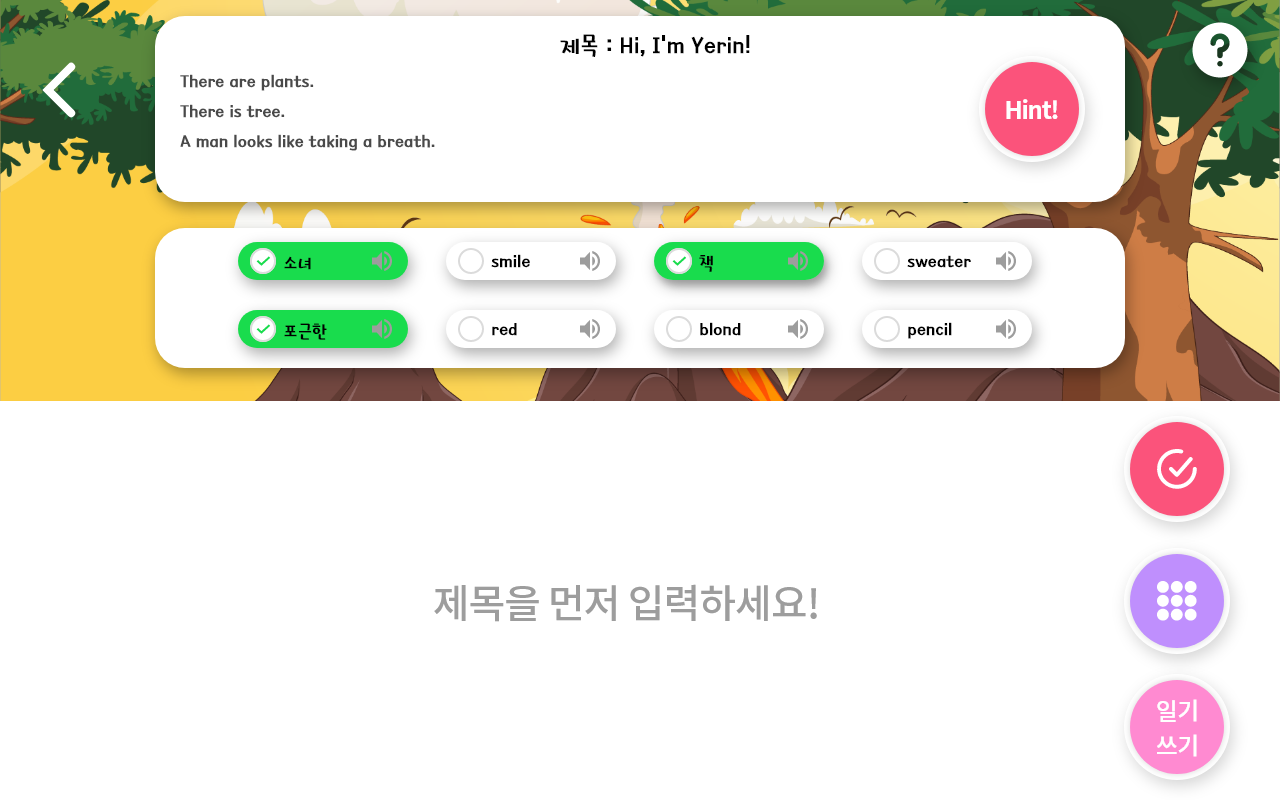 제목 : Hi, I'm Yerin!
There are plants.
There is tree.
A man looks like taking a breath.
Hint!
?
소녀
smile
책
sweater
포근한
red
blond
pencil
제목을 먼저 입력하세요!
일기
쓰기